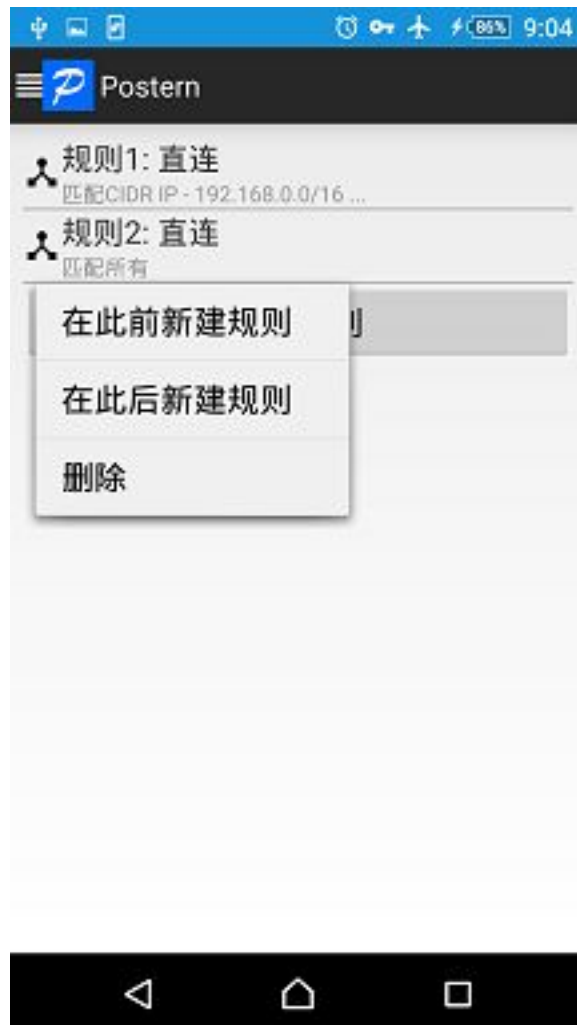 86% 9:04
Postern
规则1: 直连
匹配CIDR IP - 192.168.0.0/16 ...
规则2: 直连
匹配所有
在此前新建规则
在此后新建规则
删除